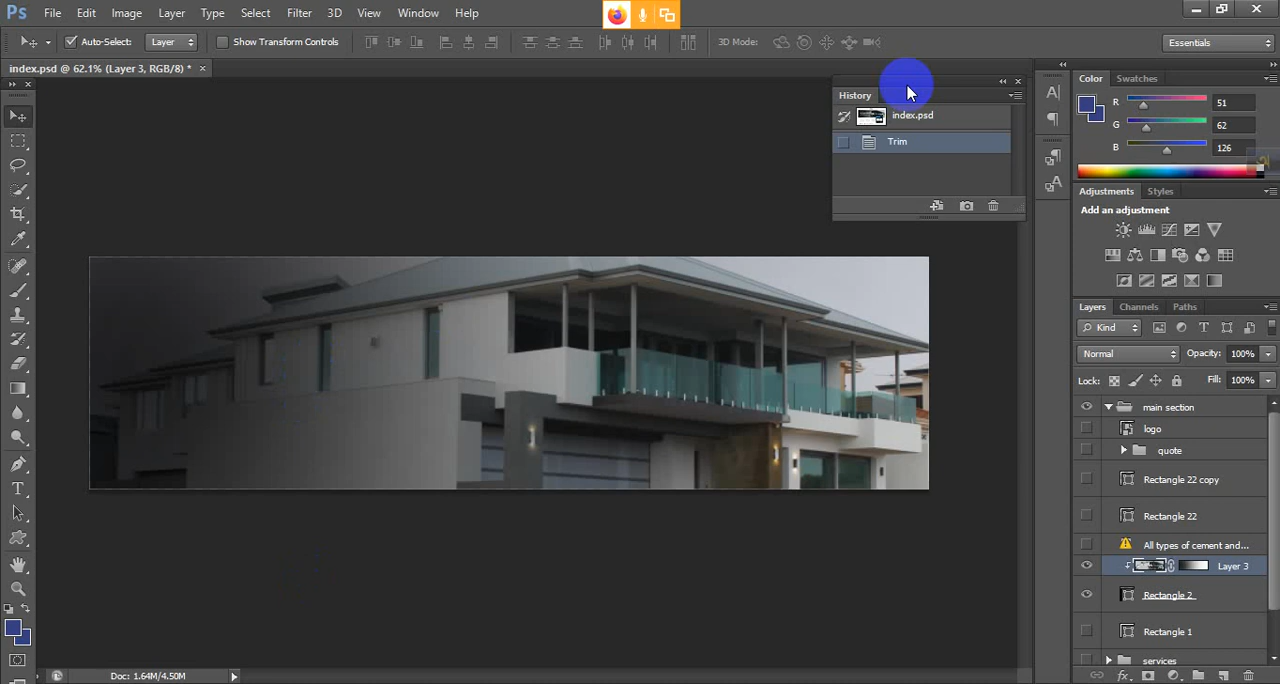 Ps File Edit Image Layer Type Select Filter 3D View Window Help
Auto-Select: Layer Show Transform Controls 3D Mode: Essentials
index.psd @ 62.1% (Layer 3, RGB/8) * ×
History
index.psd
Trim
Color Swatches
R 51
G 62
B 126
Adjustments Styles
Add an adjustment
Layers Channels Paths
Kind
Normal Opacity: 100%
Lock: Fill: 100%
main section
logo
quote
Rectangle 22 copy
Rectangle 22
All types of cement and...
Layer 3
Rectangle 2
Rectangle 1
services
fx
Doc: 1.64M/4.50M